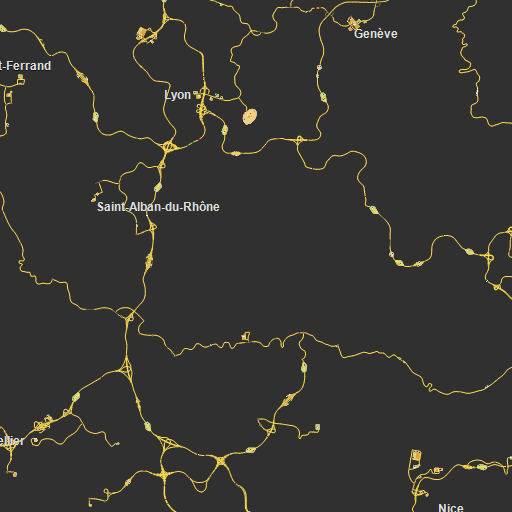 Genève
t-Ferrand
Lyon
Saint-Alban-du-Rhône
ellier
Nice